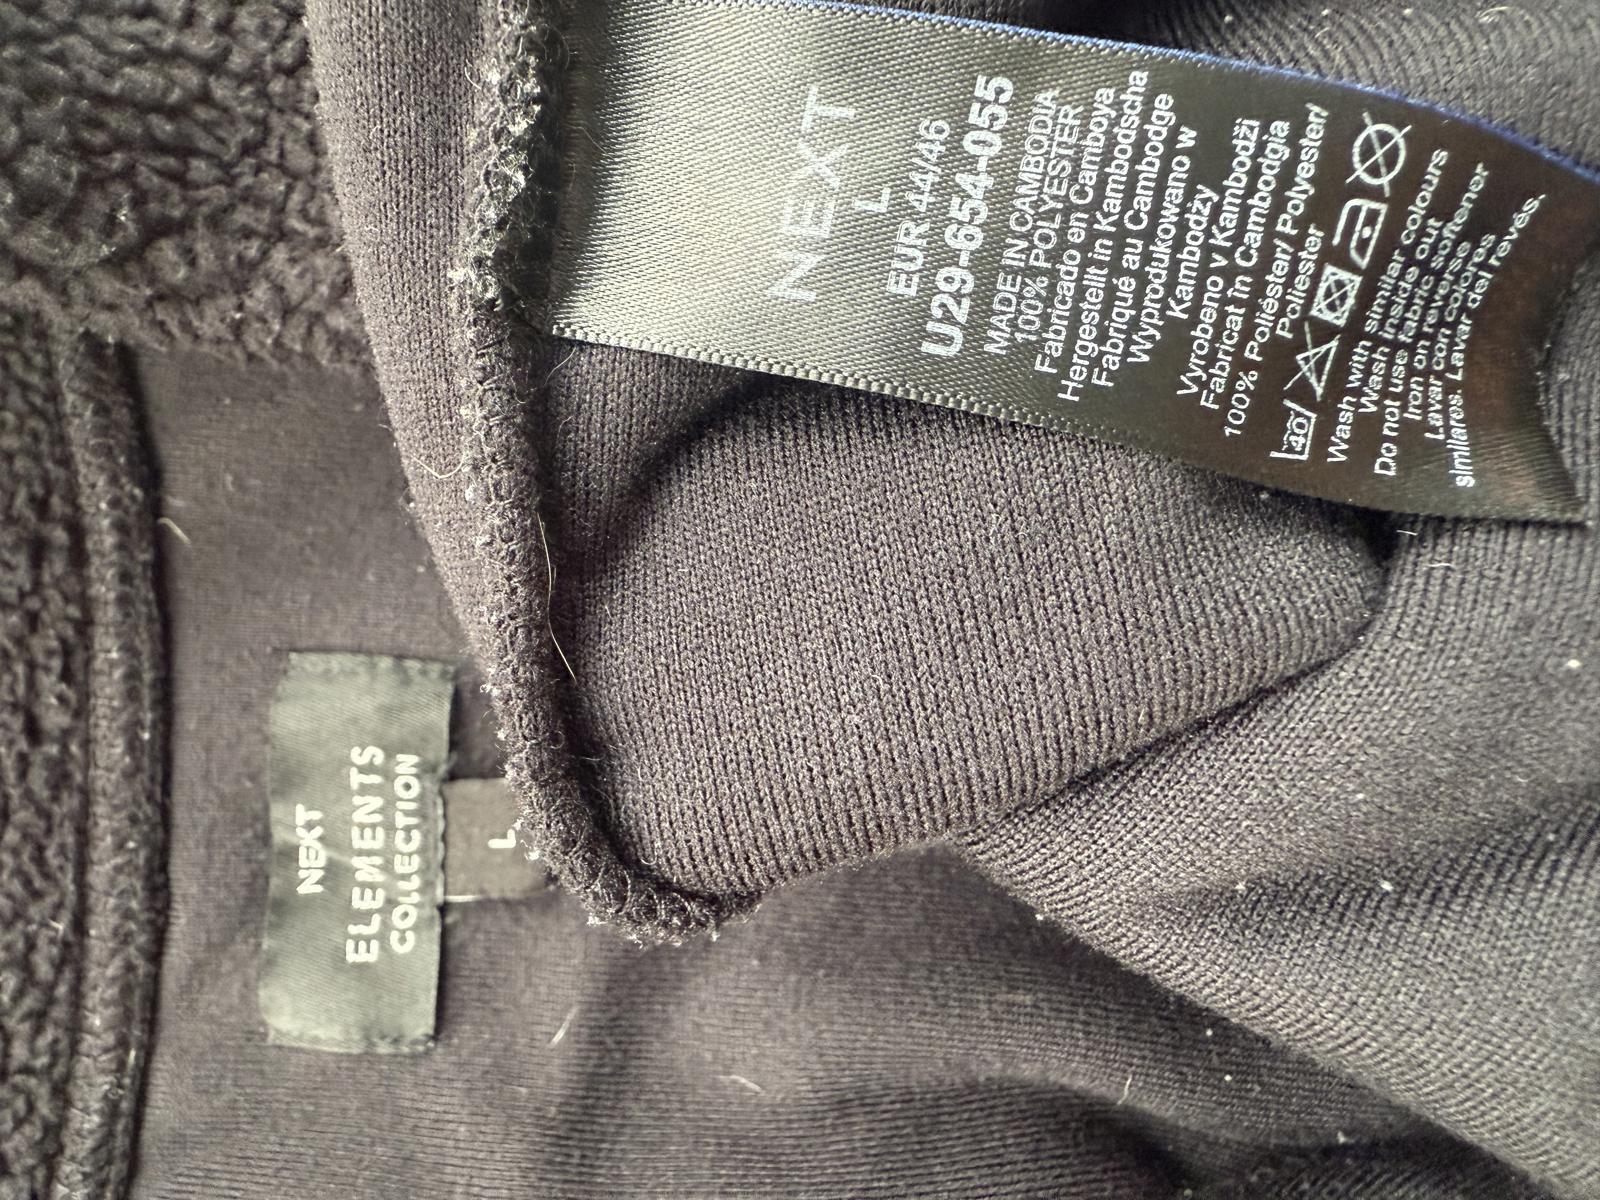 NEXT
L
EUR 44/46
U29-654-055
MADE IN CAMBODIA
100% POLYESTER
Fabricado en Camboya
Hergestellt in Kambodscha
Fabriqué au Cambodge
Wyprodukowano w
Kambodży
Vyrobeno v Kambodži
Fabricat în Cambodgia
100% Poliéster/ Polyester/
Poliester
40
Wash with similar colours
Wash inside out
Do not use fabric softener
Iron on reverse
Lavar con colores
similares. Lavar del revés.
NEXT
ELEMENTS
COLLECTION
L